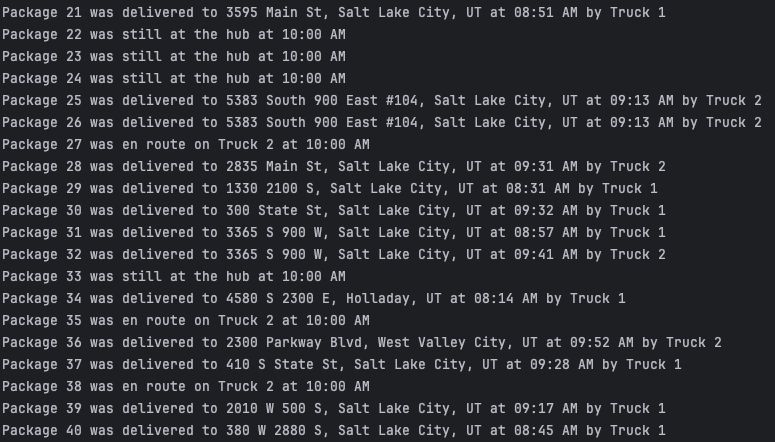 Package 21 was delivered to 3595 Main St, Salt Lake City, UT at 08:51 AM by Truck 1
Package 22 was still at the hub at 10:00 AM
Package 23 was still at the hub at 10:00 AM
Package 24 was still at the hub at 10:00 AM
Package 25 was delivered to 5383 South 900 East #104, Salt Lake City, UT at 09:13 AM by Truck 2
Package 26 was delivered to 5383 South 900 East #104, Salt Lake City, UT at 09:13 AM by Truck 2
Package 27 was en route on Truck 2 at 10:00 AM
Package 28 was delivered to 2835 Main St, Salt Lake City, UT at 09:31 AM by Truck 2
Package 29 was delivered to 1330 2100 S, Salt Lake City, UT at 08:31 AM by Truck 1
Package 30 was delivered to 300 State St, Salt Lake City, UT at 09:32 AM by Truck 1
Package 31 was delivered to 3365 S 900 W, Salt Lake City, UT at 08:57 AM by Truck 1
Package 32 was delivered to 3365 S 900 W, Salt Lake City, UT at 09:41 AM by Truck 2
Package 33 was still at the hub at 10:00 AM
Package 34 was delivered to 4580 S 2300 E, Holladay, UT at 08:14 AM by Truck 1
Package 35 was en route on Truck 2 at 10:00 AM
Package 36 was delivered to 2300 Parkway Blvd, West Valley City, UT at 09:52 AM by Truck 2
Package 37 was delivered to 410 S State St, Salt Lake City, UT at 09:28 AM by Truck 1
Package 38 was en route on Truck 2 at 10:00 AM
Package 39 was delivered to 2010 W 500 S, Salt Lake City, UT at 09:17 AM by Truck 1
Package 40 was delivered to 380 W 2880 S, Salt Lake City, UT at 08:45 AM by Truck 1